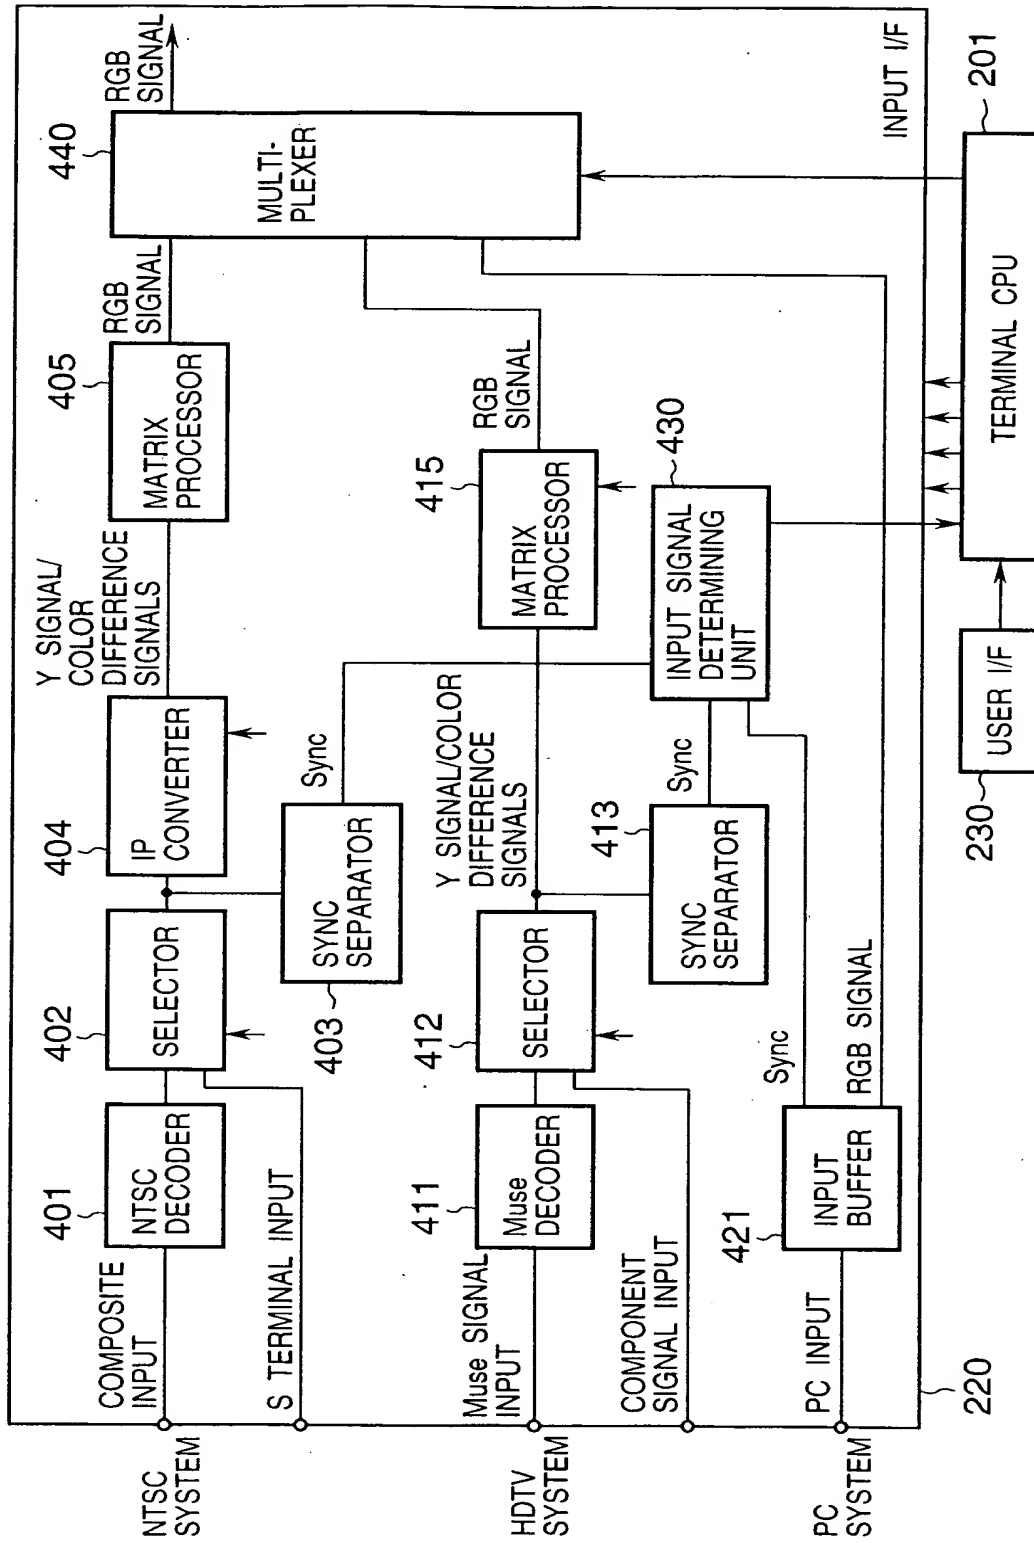 NTSC
SYSTEM
COMPOSITE
INPUT
401
NTSC
DECODER
S TERMINAL INPUT
402
SELECTOR
404
IP
CONVERTER
Y SIGNAL/
COLOR
DIFFERENCE
SIGNALS
405
MATRIX
PROCESSOR
RGB
SIGNAL
440
MULTI-
PLEXER
RGB
SIGNAL
403
SYNC
SEPARATOR
Sync
HDTV
SYSTEM
Muse SIGNAL
INPUT
411
Muse
DECODER
COMPONENT
SIGNAL INPUT
412
SELECTOR
Y SIGNAL/COLOR
DIFFERENCE
SIGNALS
415
MATRIX
PROCESSOR
RGB
SIGNAL
413
SYNC
SEPARATOR
Sync
430
INPUT SIGNAL
DETERMINING
UNIT
PC
SYSTEM
PC INPUT
421
INPUT
BUFFER
Sync
RGB SIGNAL
INPUT I/F
220
230
USER I/F
TERMINAL CPU
201